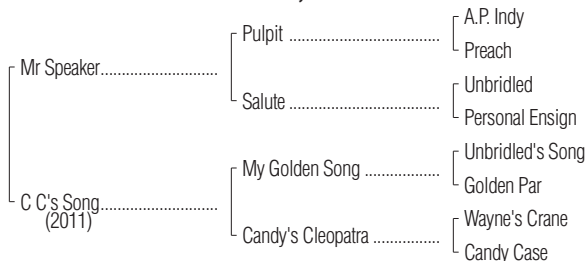 A.P. Indy
Pulpit ........................................
Preach
Mr Speaker..............................
Unbridled
Salute ........................................
Personal Ensign
Unbridled's Song
My Golden Song ....................
Golden Par
C C's Song..............................
(2011)
Wayne's Crane
Candy's Cleopatra .................
Candy Case